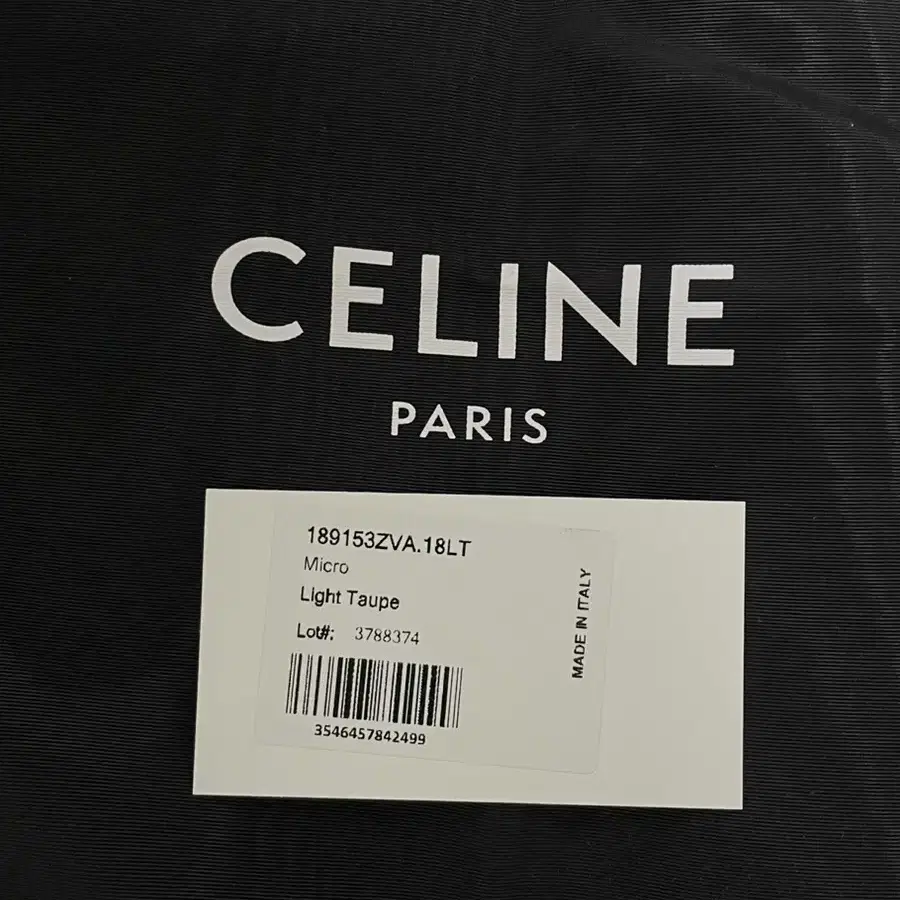 CELINE
PARIS
189153ZVA.18LT
Micro
Light Taupe
Lot#: 3788374
3546457842499
MADE IN ITALY